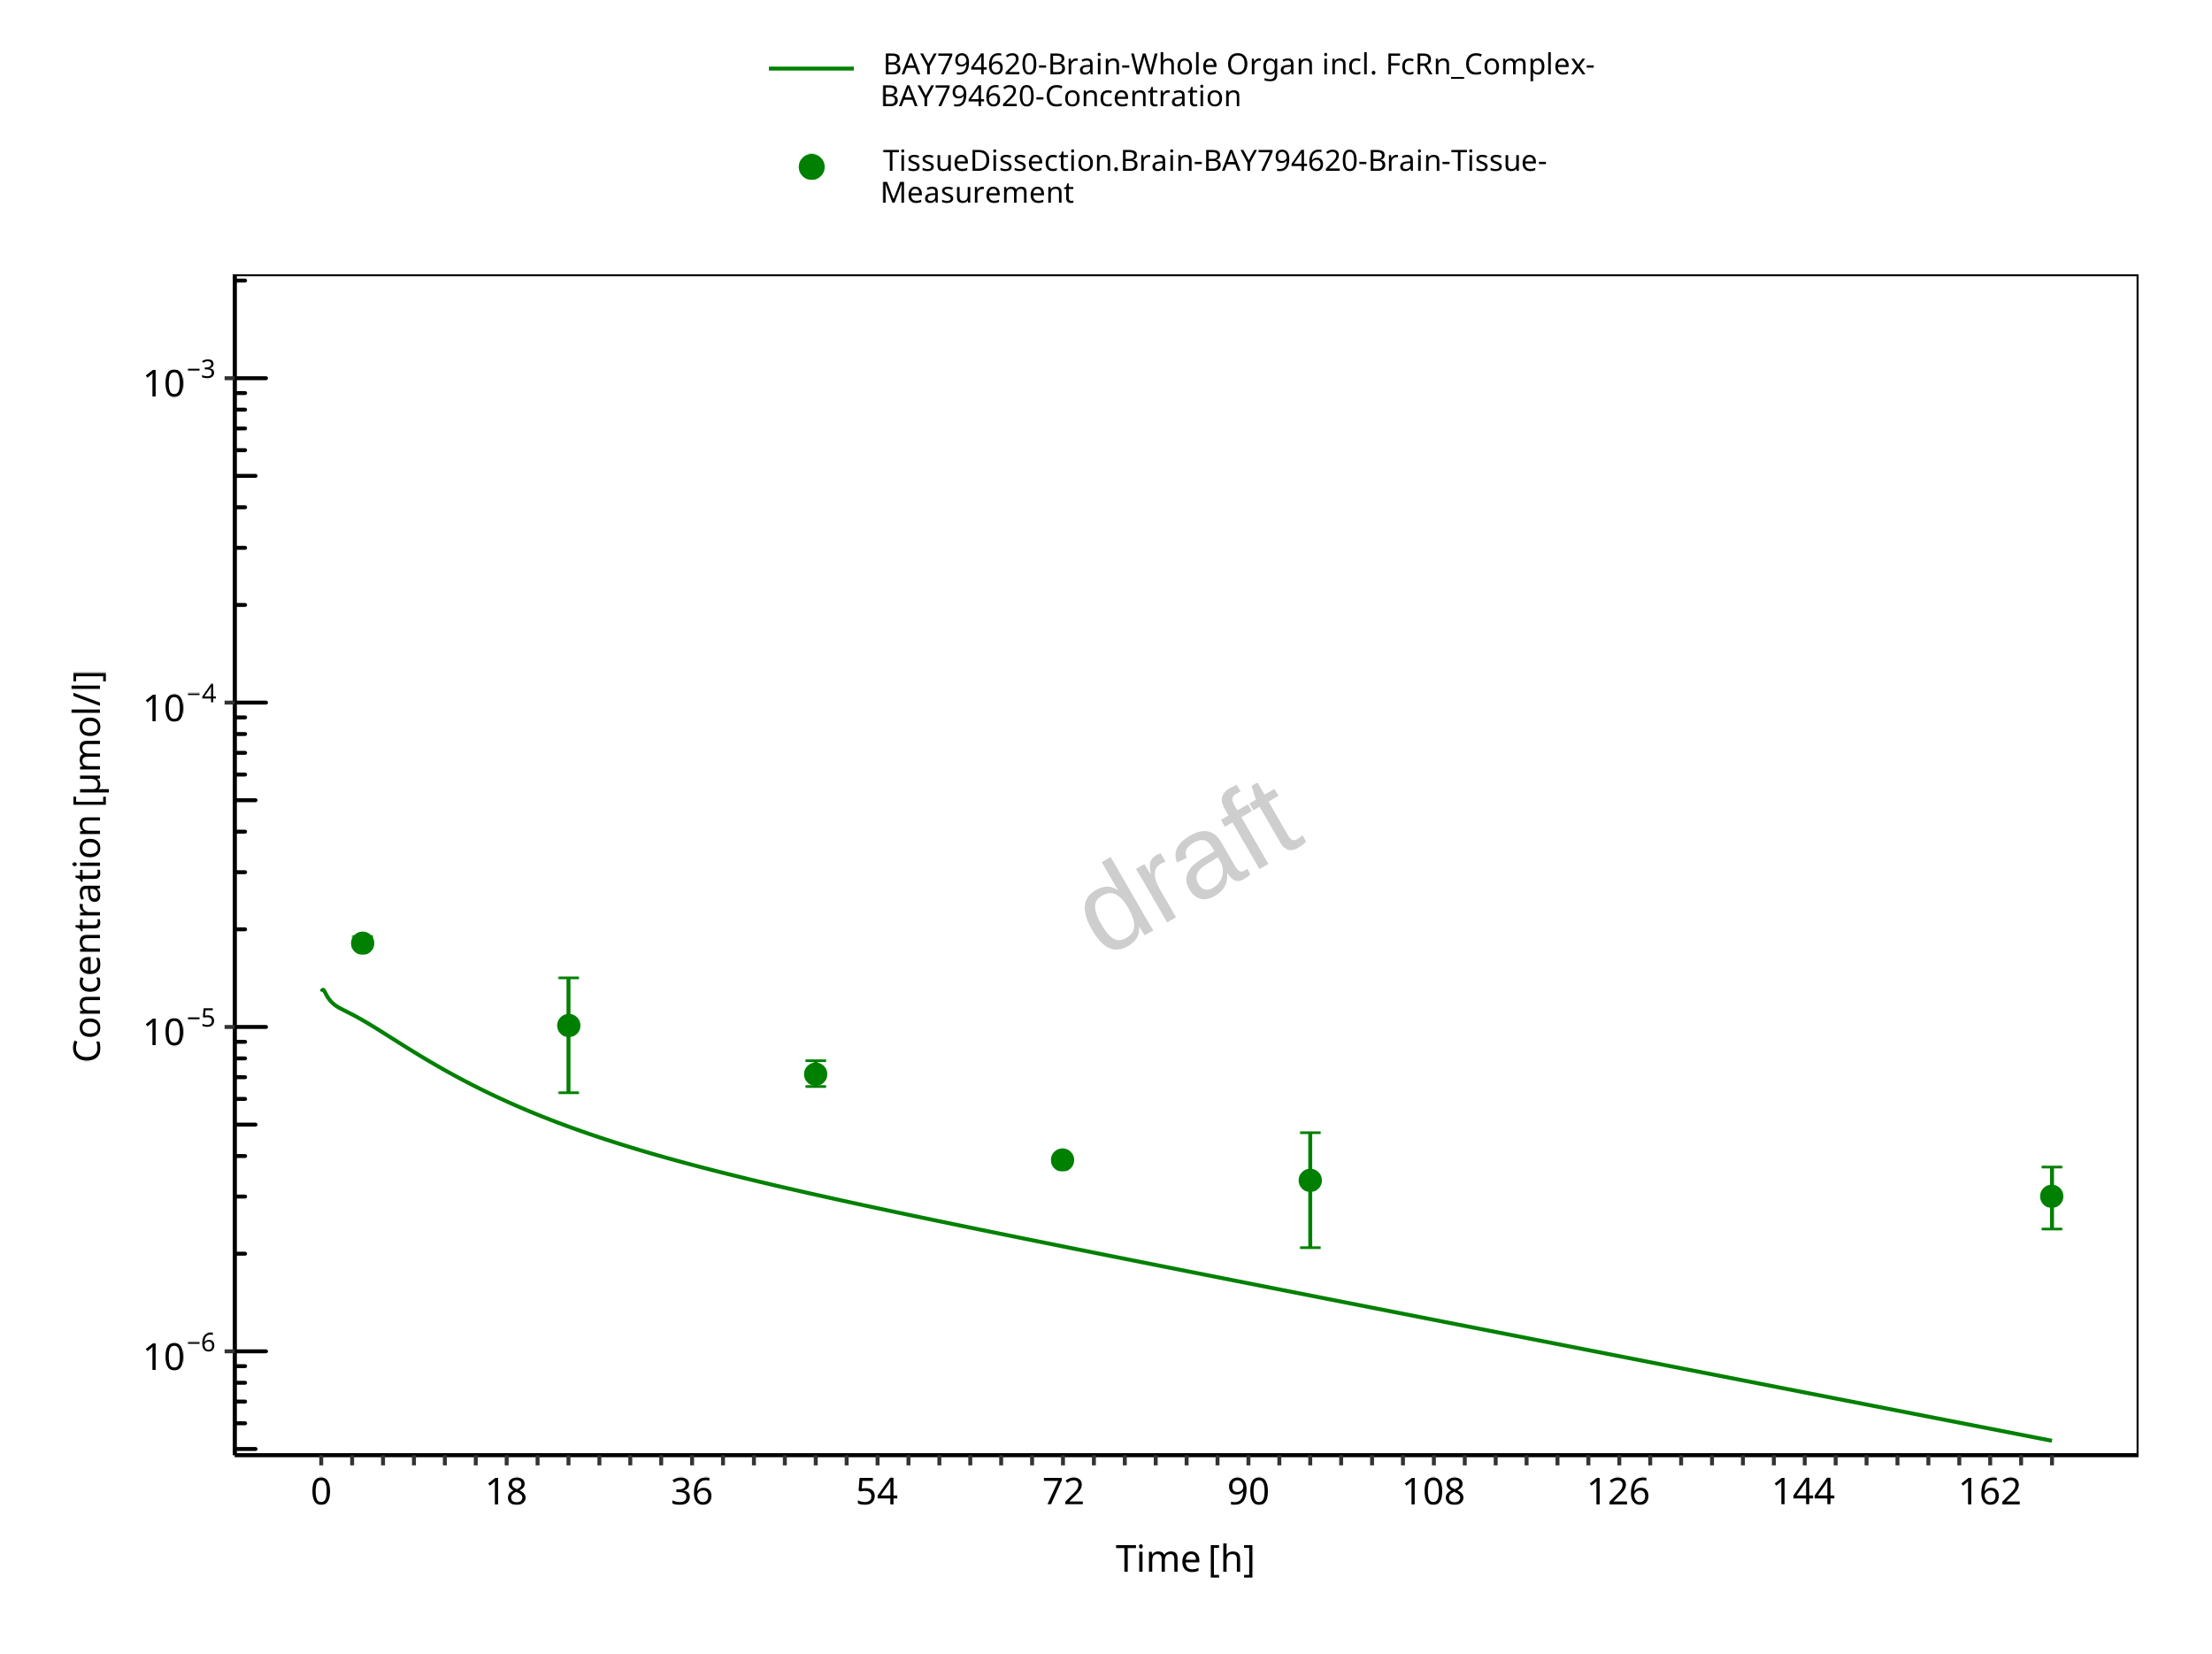 BAY794620-Brain-Whole Organ incl. FcRn_Complex-
BAY794620-Concentration
TissueDissection.Brain-BAY794620-Brain-Tissue-
Measurement
Concentration [µmol/l]
10⁻³
10⁻⁴
10⁻⁵
10⁻⁶
draft
0 18 36 54 72 90 108 126 144 162
Time [h]